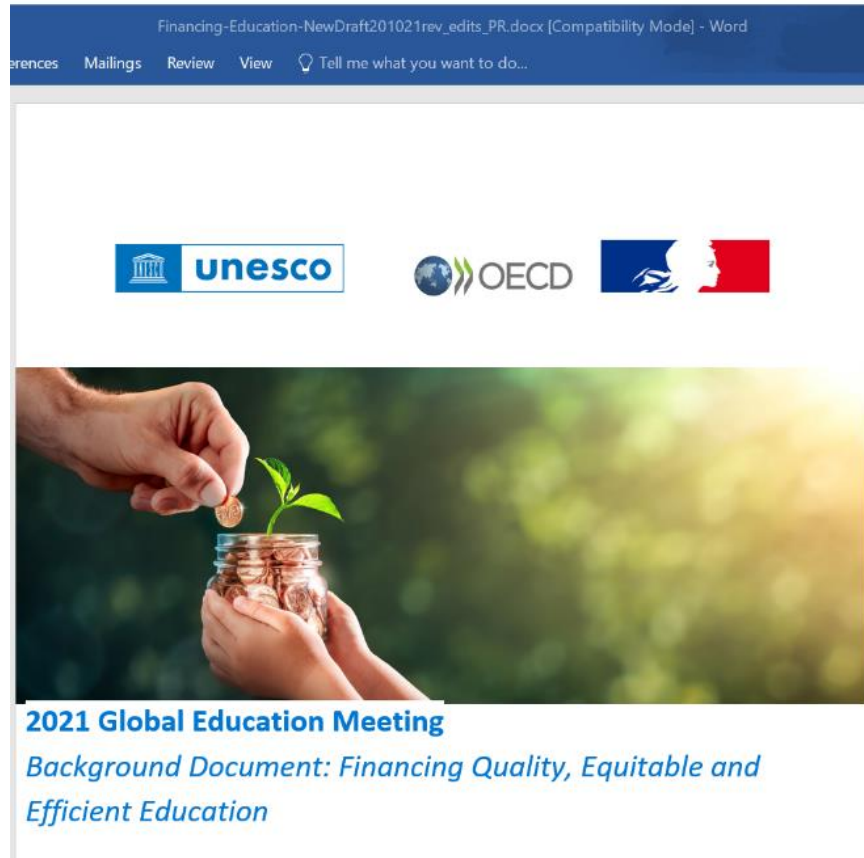 Financing-Education-NewDraft201021rev_edits_PR.docx [Compatibility Mode] - Word
erences Mailings Review View Tell me what you want to do...
unesco OECD
2021 Global Education Meeting
Background Document: Financing Quality, Equitable and
Efficient Education